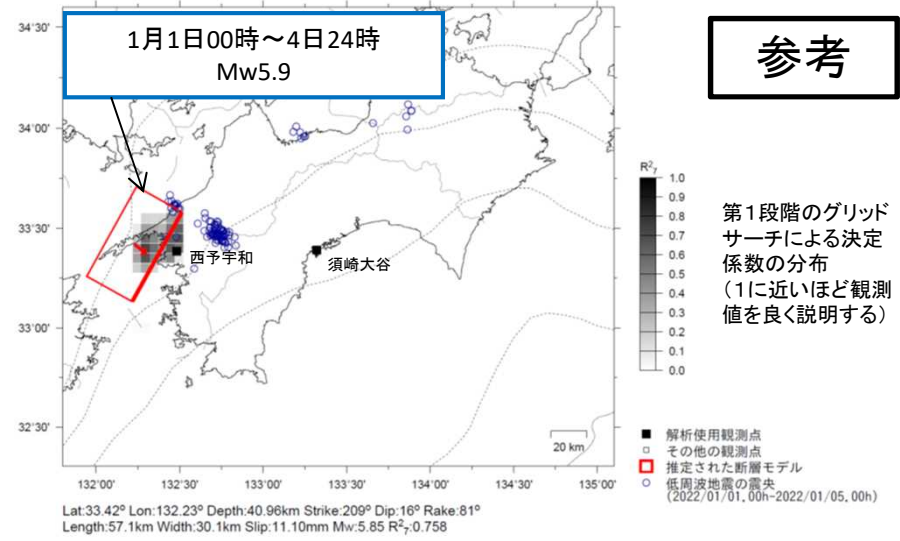 1月1日00時～4日24時
Mw5.9
参考
34°30'
34°00'
33°30'
33°00'
32°30'
132°00'
132°30'
133°00'
133°30'
134°00'
134°30'
135°00'
西予宇和
須崎大谷
20 km
R²₇
1.0
0.9
0.8
0.7
0.6
0.5
0.4
0.3
0.2
0.1
0.0
第1段階のグリッド
サーチによる決定
係数の分布
（1に近いほど観測
値を良く説明する）
解析使用観測点
その他の観測点
推定された断層モデル
低周波地震の震央
(2022/01/01.00h-2022/01/05.00h)
Lat:33.42º Lon:132.23º Depth:40.96km Strike:209º Dip:16º Rake:81º
Length:57.1km Width:30.1km Slip:11.10mm Mw:5.85 R²₇:0.758